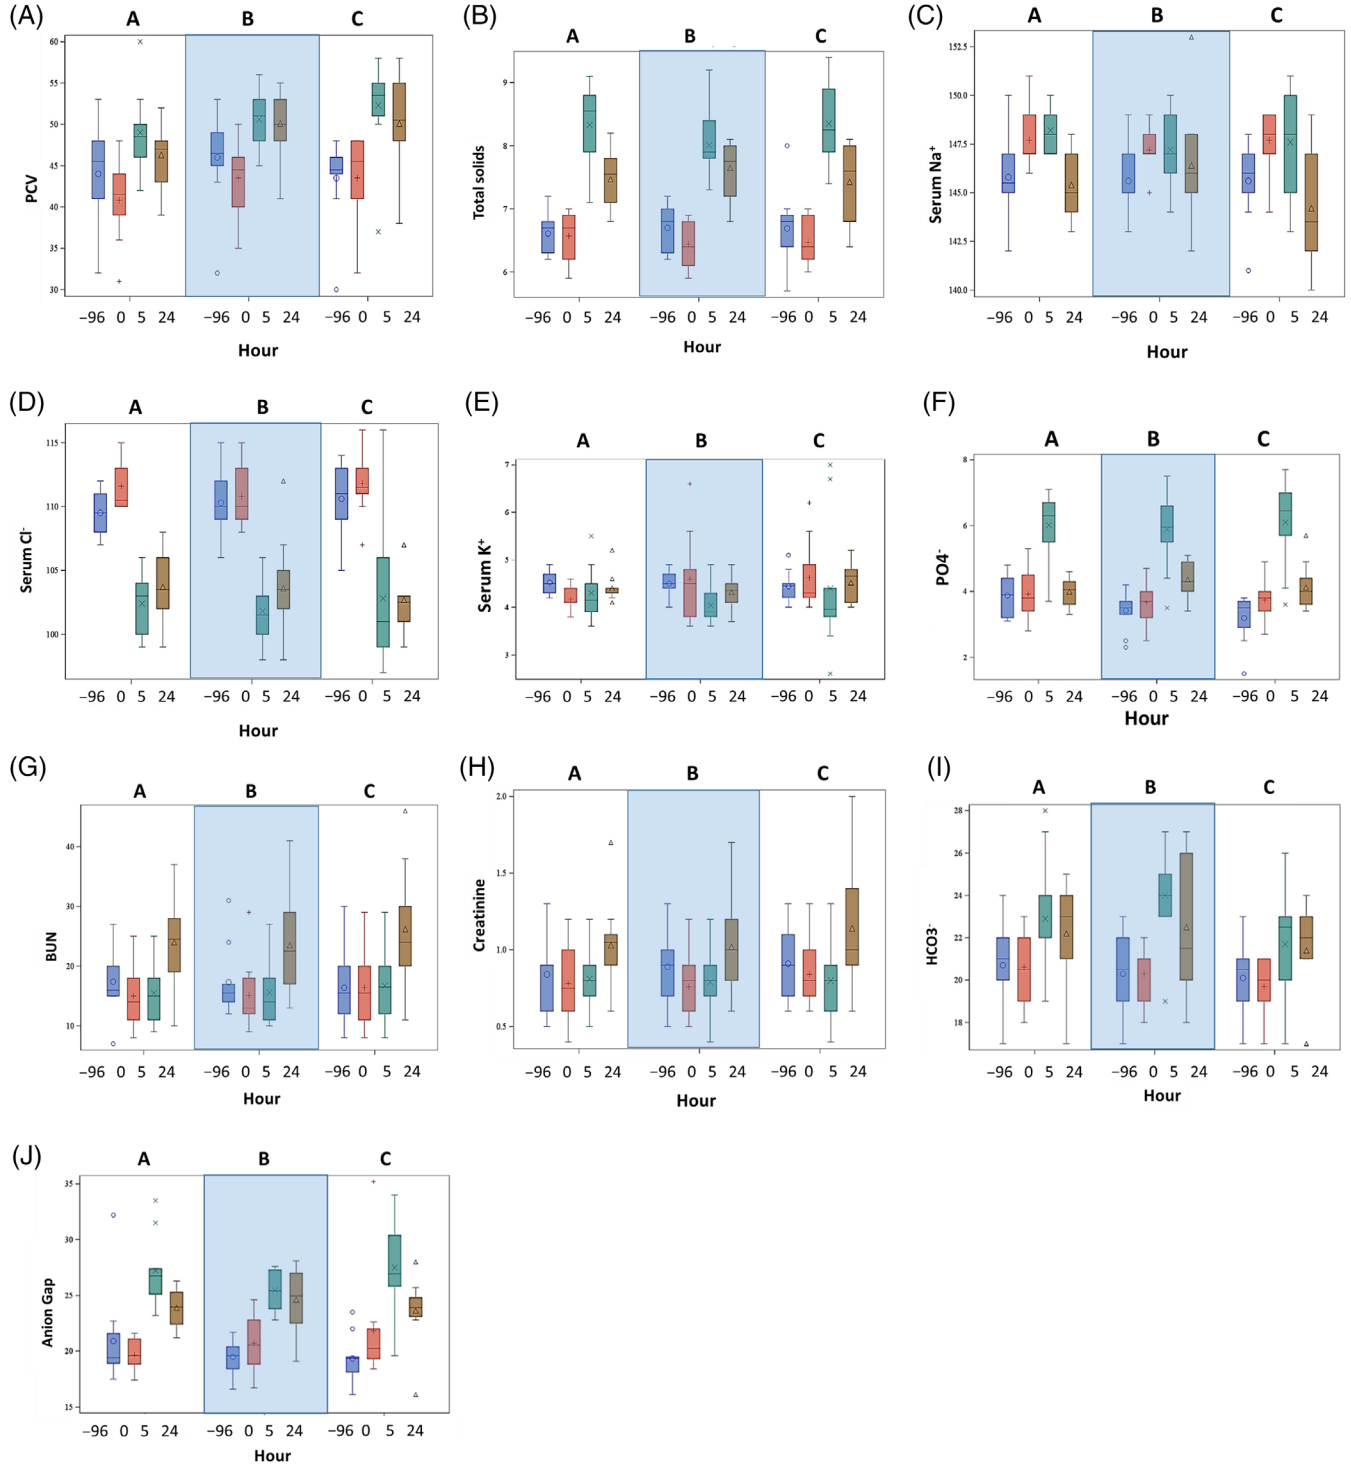 (A)
A B C
60
55
50
45
40
35
30
PCV
−96 0 5 24 −96 0 5 24 −96 0 5 24
Hour
(B)
A B C
9
8
7
6
Total solids
−96 0 5 24 −96 0 5 24 −96 0 5 24
Hour
(C)
A B C
152.5
150.0
147.5
145.0
142.5
140.0
Serum Na⁺
−96 0 5 24 −96 0 5 24 −96 0 5 24
Hour
(D)
A B C
115
110
105
100
Serum Cl⁻
−96 0 5 24 −96 0 5 24 −96 0 5 24
Hour
(E)
A B C
7
6
5
4
3
Serum K⁺
−96 0 5 24 −96 0 5 24 −96 0 5 24
(F)
A B C
8
6
4
2
PO4⁻
−96 0 5 24 −96 0 5 24 −96 0 5 24
Hour
(G)
A B C
40
30
20
10
BUN
−96 0 5 24 −96 0 5 24 −96 0 5 24
Hour
(H)
A B C
2.0
1.5
1.0
0.5
Creatinine
−96 0 5 24 −96 0 5 24 −96 0 5 24
Hour
(I)
A B C
28
26
24
22
20
18
HCO3⁻
−96 0 5 24 −96 0 5 24 −96 0 5 24
Hour
(J)
A B C
35
30
25
20
15
Anion Gap
−96 0 5 24 −96 0 5 24 −96 0 5 24
Hour